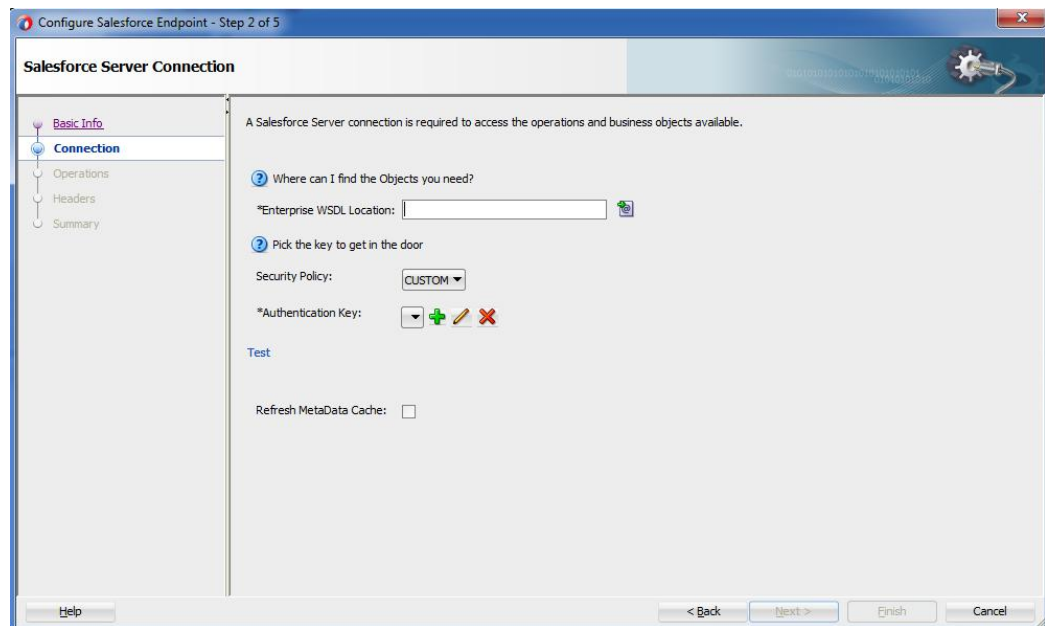 Configure Salesforce Endpoint - Step 2 of 5
Salesforce Server Connection
Basic Info
Connection
Operations
Headers
Summary
A Salesforce Server connection is required to access the operations and business objects available.
Where can I find the Objects you need?
*Enterprise WSDL Location:
Pick the key to get in the door
Security Policy: CUSTOM
*Authentication Key:
Test
Refresh MetaData Cache:
Help < Back Next > Finish Cancel